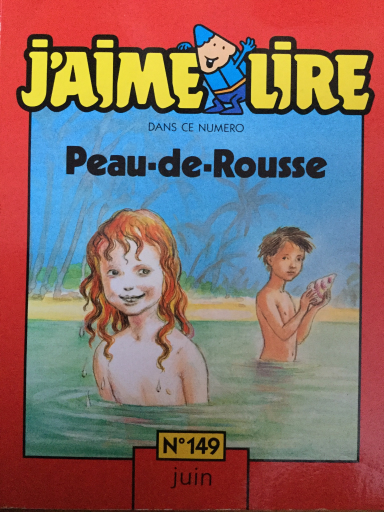 J'AIME LIRE
DANS CE NUMERO
Peau-de-Rousse
N°149
juin